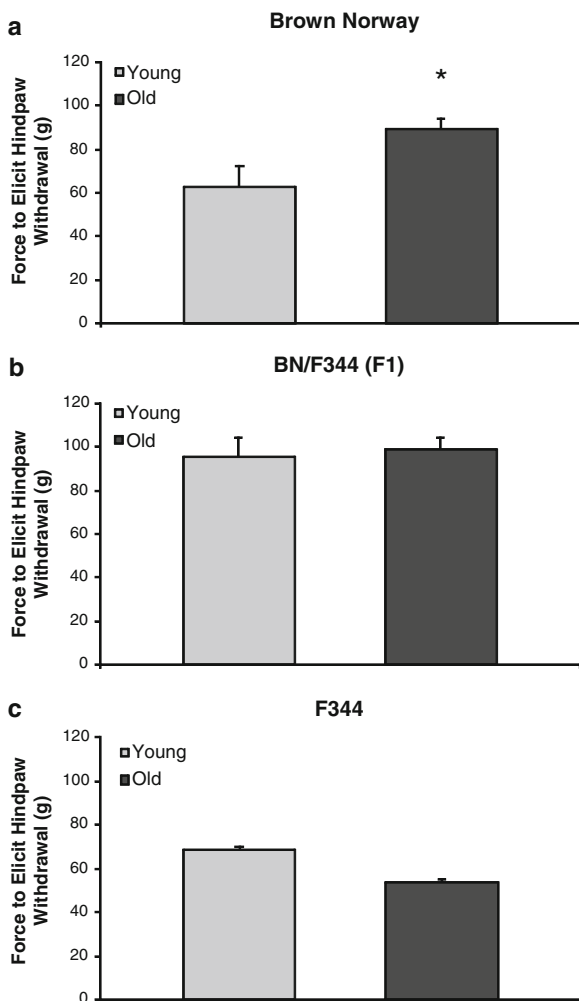 a
Brown Norway
Force to Elicit Hindpaw
Withdrawal (g)
120
100
80
60
40
20
0
Young
Old
*
b
BN/F344 (F1)
Force to Elicit Hindpaw
Withdrawal (g)
120
100
80
60
40
20
0
Young
Old
c
F344
Force to Elicit Hindpaw
Withdrawal (g)
120
100
80
60
40
20
0
Young
Old